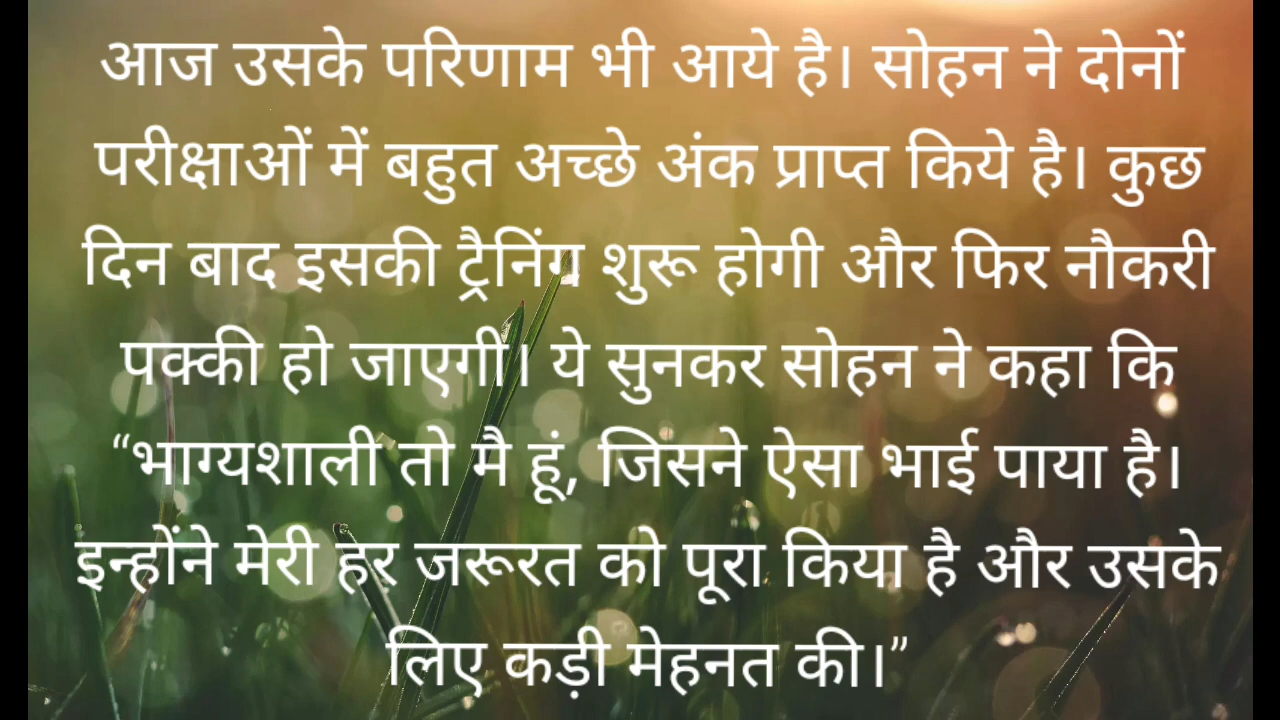 आज उसके परिणाम भी आये है। सोहन ने दोनों
परीक्षाओं में बहुत अच्छे अंक प्राप्त किये है। कुछ
दिन बाद इसकी ट्रैनिंग शुरू होगी और फिर नौकरी
पक्की हो जाएगी। ये सुनकर सोहन ने कहा कि
“भाग्यशाली तो मै हूं, जिसने ऐसा भाई पाया है।
इन्होंने मेरी हर जरूरत को पूरा किया है और उसके
लिए कड़ी मेहनत की।”